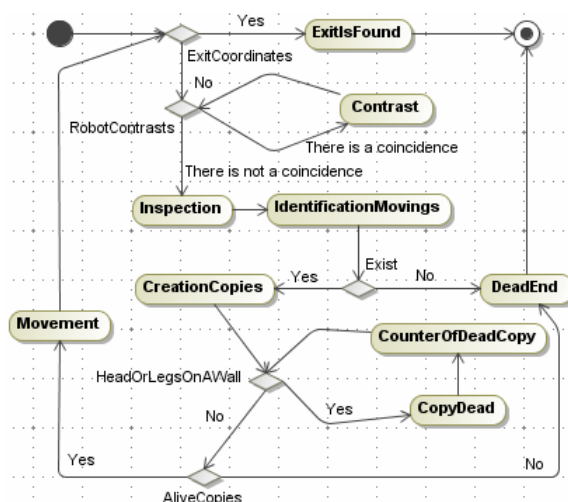 Yes
ExitIsFound
ExitCoordinates
No
Contrast
RobotContrasts
There is a coincidence
There is not a coincidence
Inspection
IdentificationMovings
Exist
Yes
No
CreationCopies
DeadEnd
Movement
CounterOfDeadCopy
HeadOrLegsOnAWall
Yes
CopyDead
No
Yes
No
AliveCopies